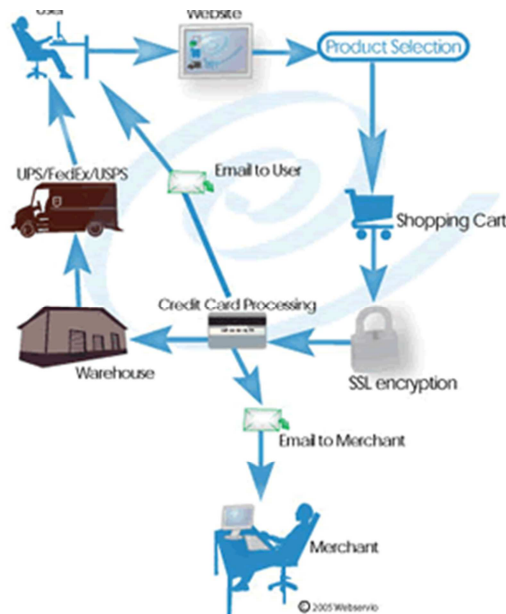 User
Website
Product Selection
UPS/FedEx/USPS
Email to User
Shopping Cart
Credit Card Processing
Warehouse
SSL encryption
Email to Merchant
Merchant
© 2005 Webservio